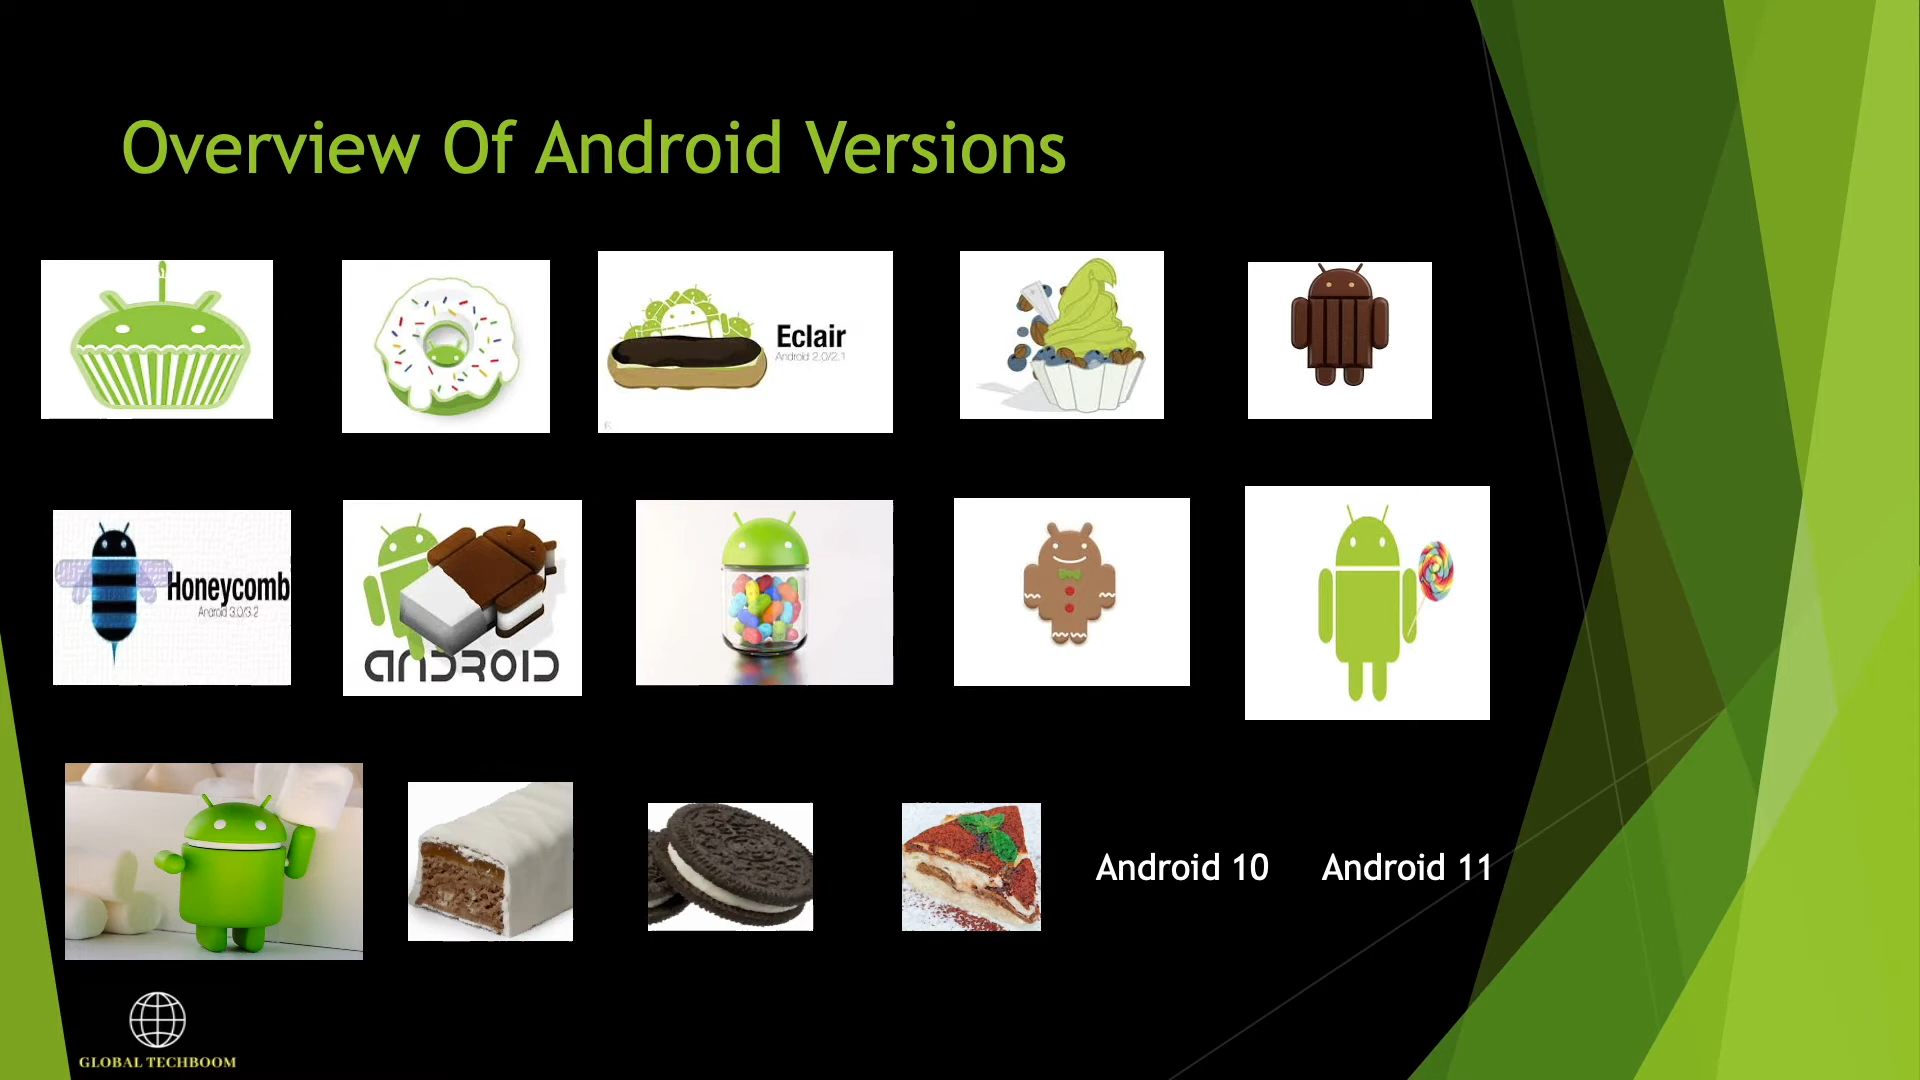 Overview Of Android Versions
Eclair
Android 2.0/2.1
Honeycomb
Android 3.0/3.2
ANDROID
Android 10
Android 11
GLOBAL TECHBOOM